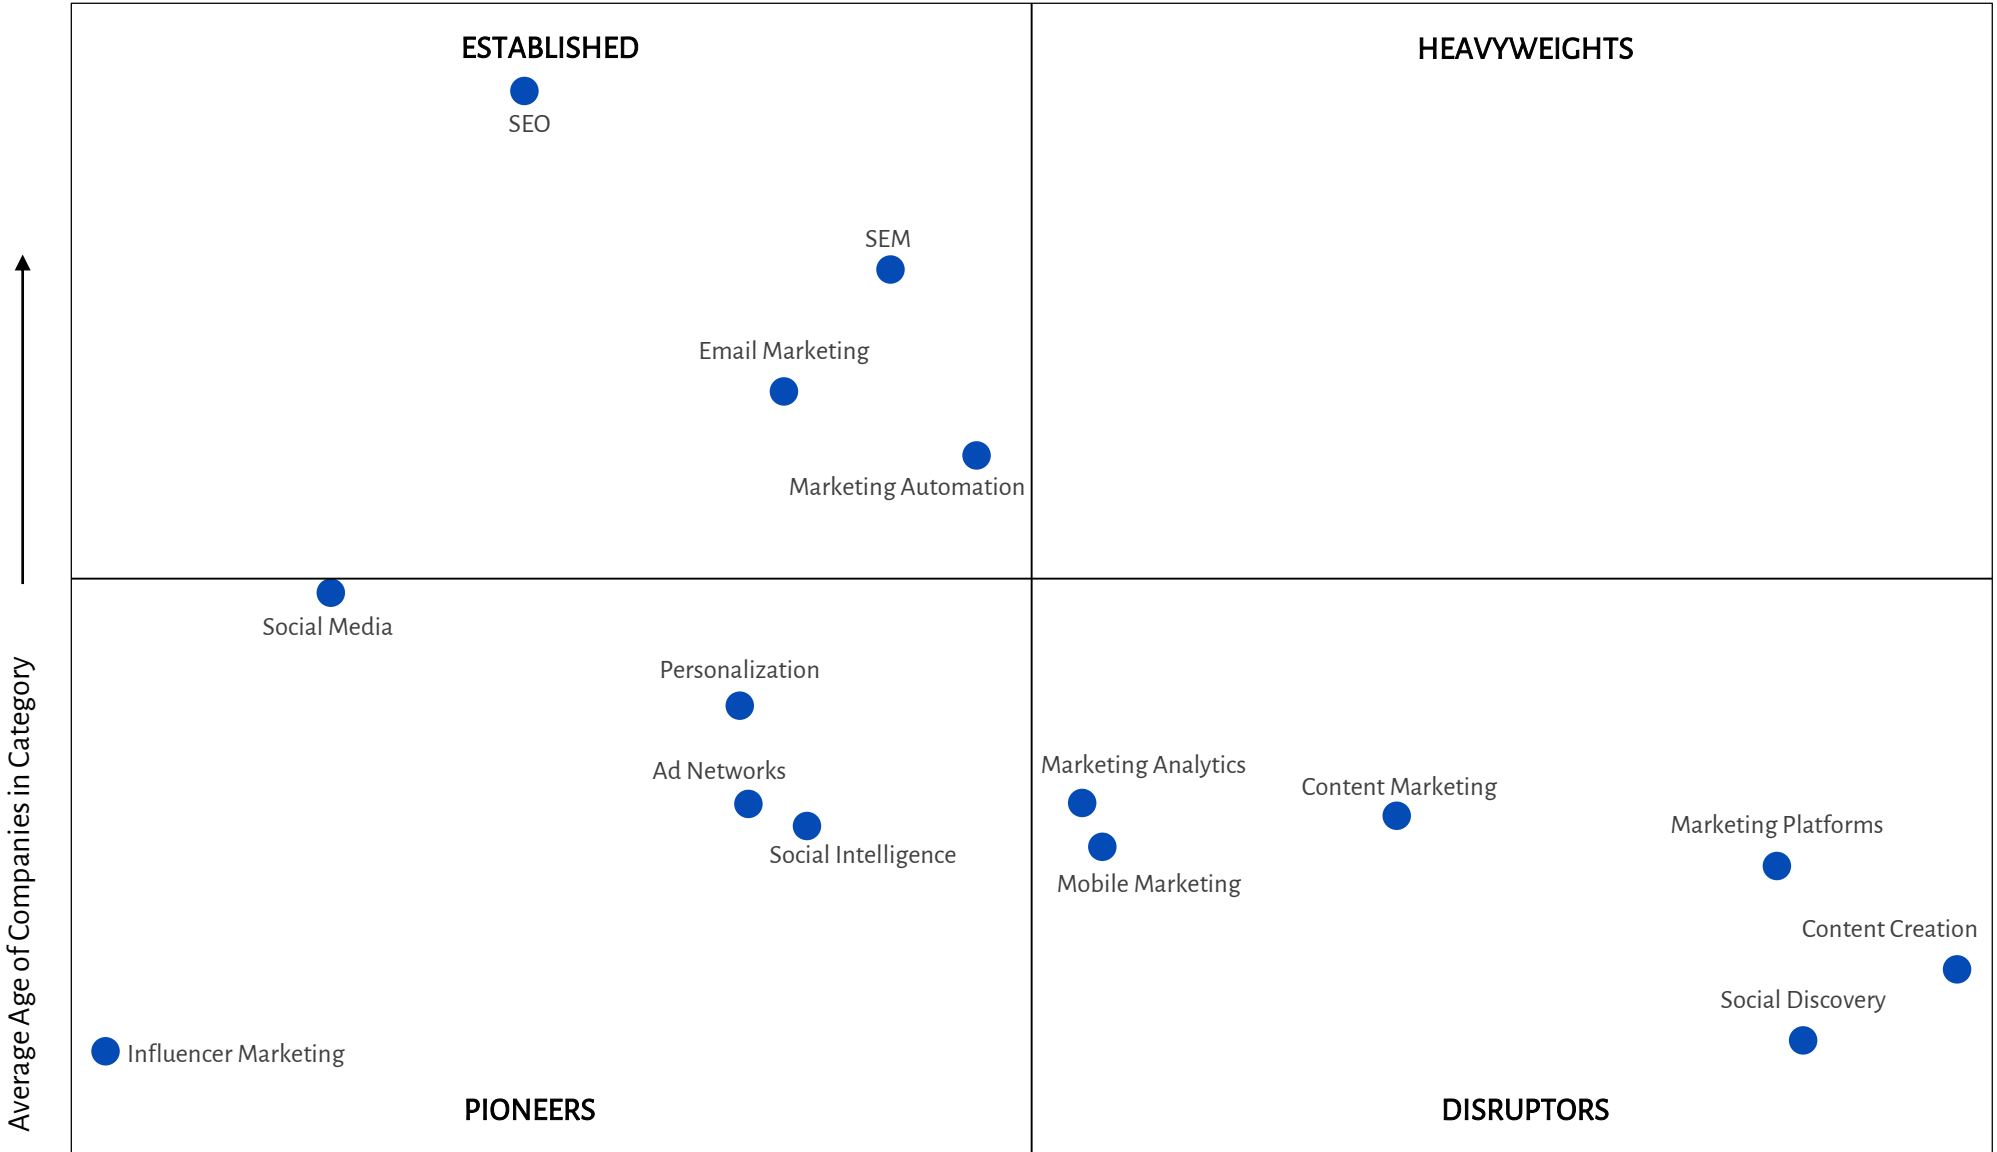 ESTABLISHED
HEAVYWEIGHTS
SEO
SEM
Email Marketing
Marketing Automation
Social Media
Personalization
Ad Networks
Social Intelligence
Influencer Marketing
PIONEERS
Marketing Analytics
Content Marketing
Mobile Marketing
Marketing Platforms
Content Creation
Social Discovery
DISRUPTORS
Average Age of Companies in Category